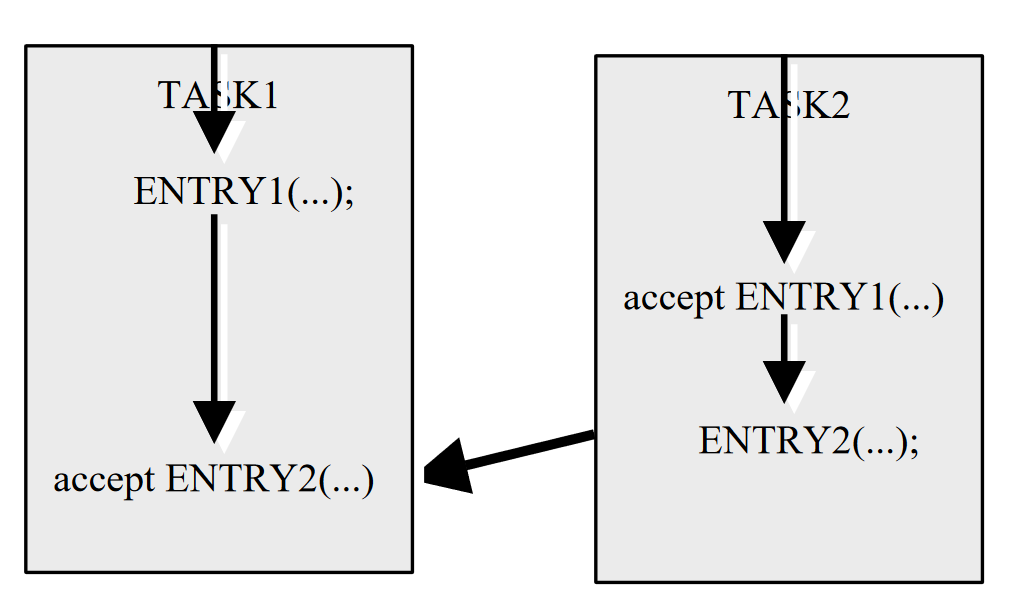 TASK1
ENTRY1(...);
accept ENTRY2(...)
TASK2
accept ENTRY1(...)
ENTRY2(...);